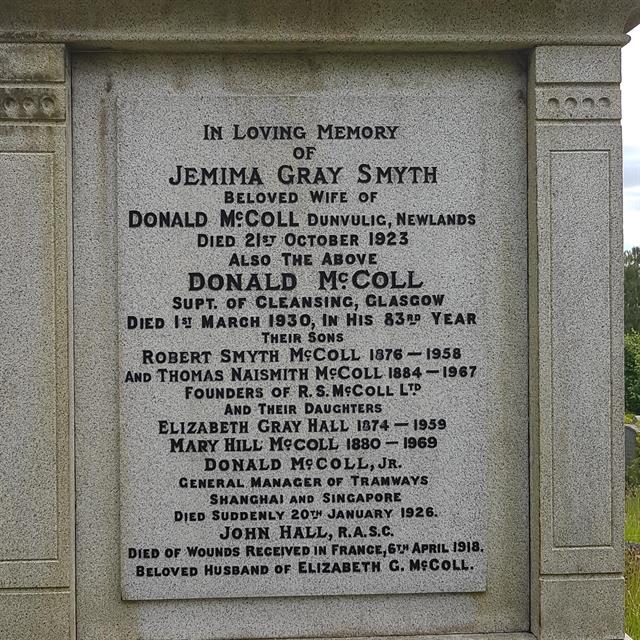 IN LOVING MEMORY
OF
JEMIMA GRAY SMYTH
BELOVED WIFE OF
DONALD McCOLL DUNVULIG, NEWLANDS
DIED 21ST OCTOBER 1923
ALSO THE ABOVE
DONALD McCOLL
SUPT. OF CLEANSING, GLASGOW
DIED 1ST MARCH 1930, IN HIS 83RD YEAR
THEIR SONS
ROBERT SMYTH McCOLL 1876 – 1958
AND THOMAS NAISMITH McCOLL 1884 – 1967
FOUNDERS OF R.S. McCOLL LTD
AND THEIR DAUGHTERS
ELIZABETH GRAY HALL 1874 – 1959
MARY HILL McCOLL 1880 – 1969
DONALD McCOLL, JR.
GENERAL MANAGER OF TRAMWAYS
SHANGHAI AND SINGAPORE
DIED SUDDENLY 20TH JANUARY 1926.
JOHN HALL, R.A.S.C.
DIED OF WOUNDS RECEIVED IN FRANCE, 6TH APRIL 1918.
BELOVED HUSBAND OF ELIZABETH G. McCOLL.